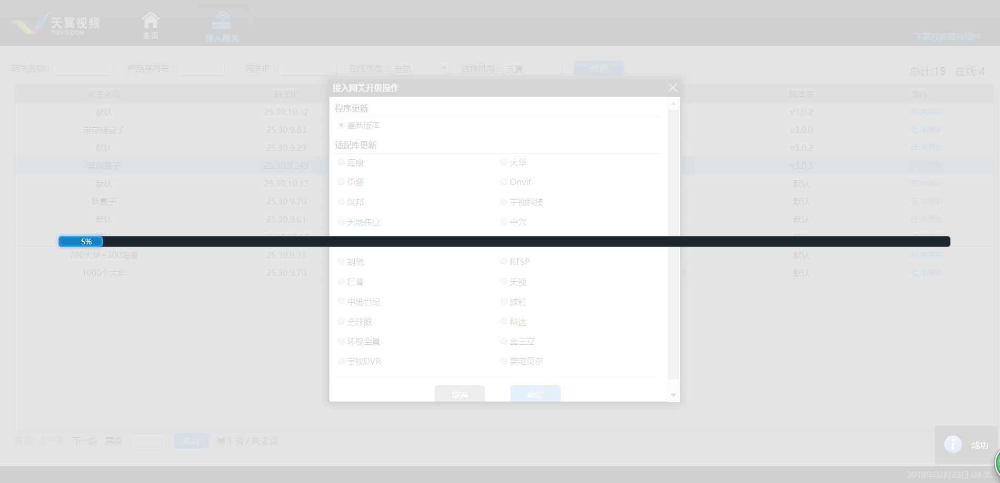 天翼视频
TIEVO.COM
主页
接入网关
下载视频播放插件
网关名称： 产品序列号： 网关IP： 在线状态： 全部 选择机构： 天翼 查询
总计:15 在线:4
网关名称 网关IP 版本号 操作
默认 25.30.10.32 v3.0.2 程序更新
带存储盒子 25.30.9.83 v3.0.0 程序更新
默认 25.30.9.29 v3.0.2 程序更新
常用盒子 25.30.9.249 v3.0.3 程序更新
默认 25.30.10.17 默认 程序更新
新盒子 25.30.9.70 默认 程序更新
默认 25.30.9.61 默认 程序更新
700大华+300海康 25.30.9.33 默认 程序更新
1000个大华 25.30.9.70 默认 程序更新
接入网关升级操作
程序更新
最新版本
适配库更新
海康 大华
伊藤 Onvif
汉邦 宇视科技
天地伟业 中兴
5%
朗驰 RTSP
巨峰 天视
中维世纪 波粒
全球眼 科达
环视全景 金三立
宇视DVR 美电贝尔
取消 确定
首页 上一页 下一页 尾页 跳转 第 1 页 / 共 2 页
成功
2018年02月23日 09:35: